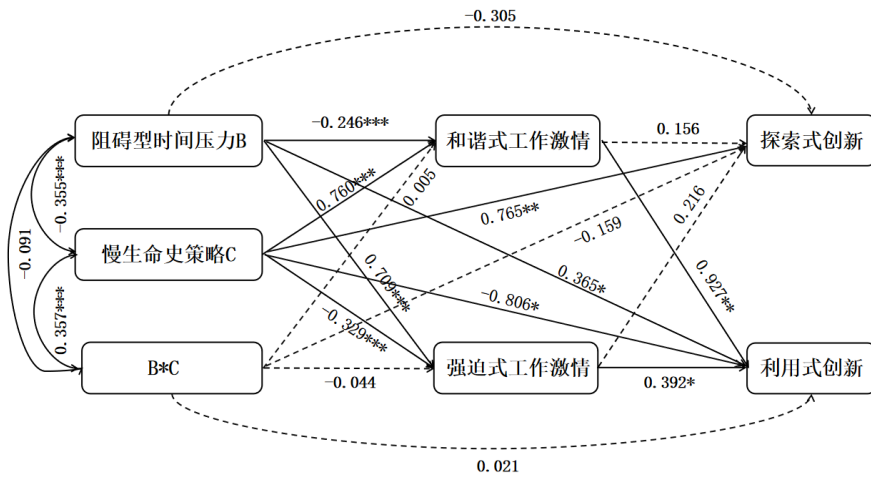 -0.305
阻碍型时间压力B
-0.246***
和谐式工作激情
0.156
探索式创新
-0.355***
0.760***
0.005
0.765**
0.216
-0.159
-0.091
慢生命史策略C
0.709***
0.365*
0.927**
-0.806*
0.357***
-0.329***
B*C
-0.044
强迫式工作激情
0.392*
利用式创新
0.021